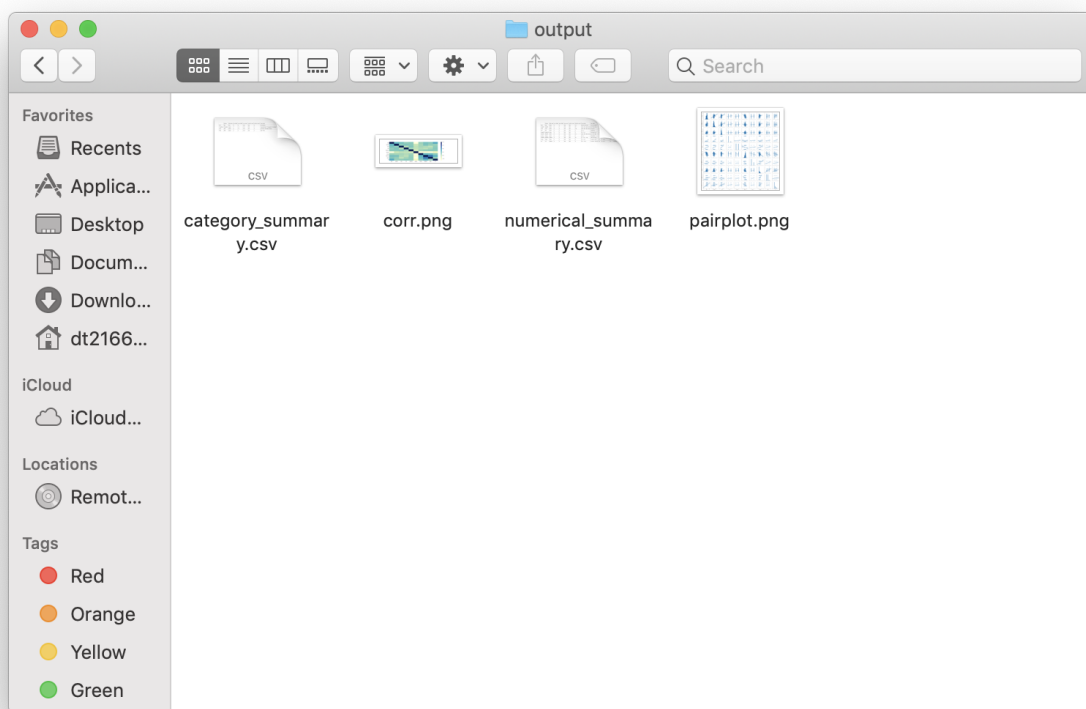 output
Search
Favorites
Recents
Applica...
Desktop
Docum...
Downlo...
dt2166...
iCloud
iCloud...
Locations
Remot...
Tags
Red
Orange
Yellow
Green
CSV
category_summar
y.csv
corr.png
CSV
numerical_summa
ry.csv
pairplot.png